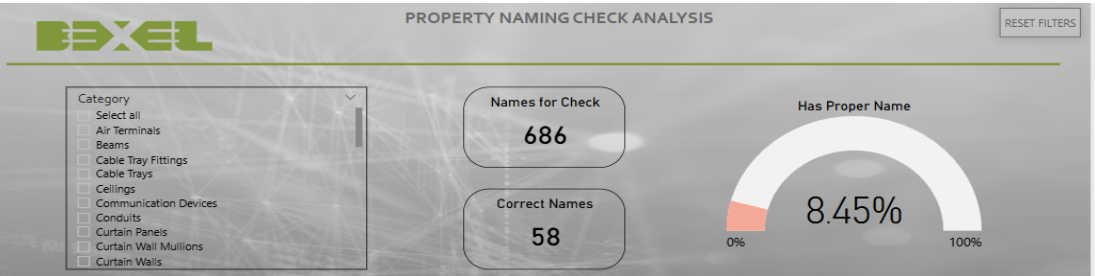 BEXEL
PROPERTY NAMING CHECK ANALYSIS
RESET FILTERS
Category
Select all
Air Terminals
Beams
Cable Tray Fittings
Cable Trays
Ceilings
Communication Devices
Conduits
Curtain Panels
Curtain Wall Mullions
Curtain Walls
Names for Check
686
Correct Names
58
Has Proper Name
8.45%
0%
100%